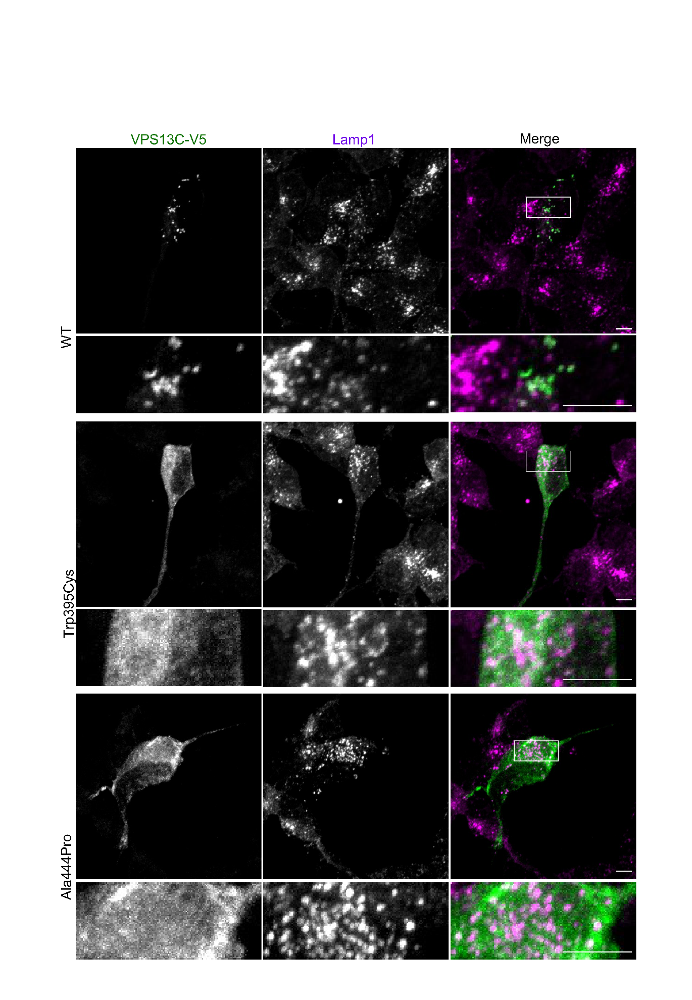 VPS13C-V5 Lamp1 Merge
WT
Trp395Cys
Ala444Pro